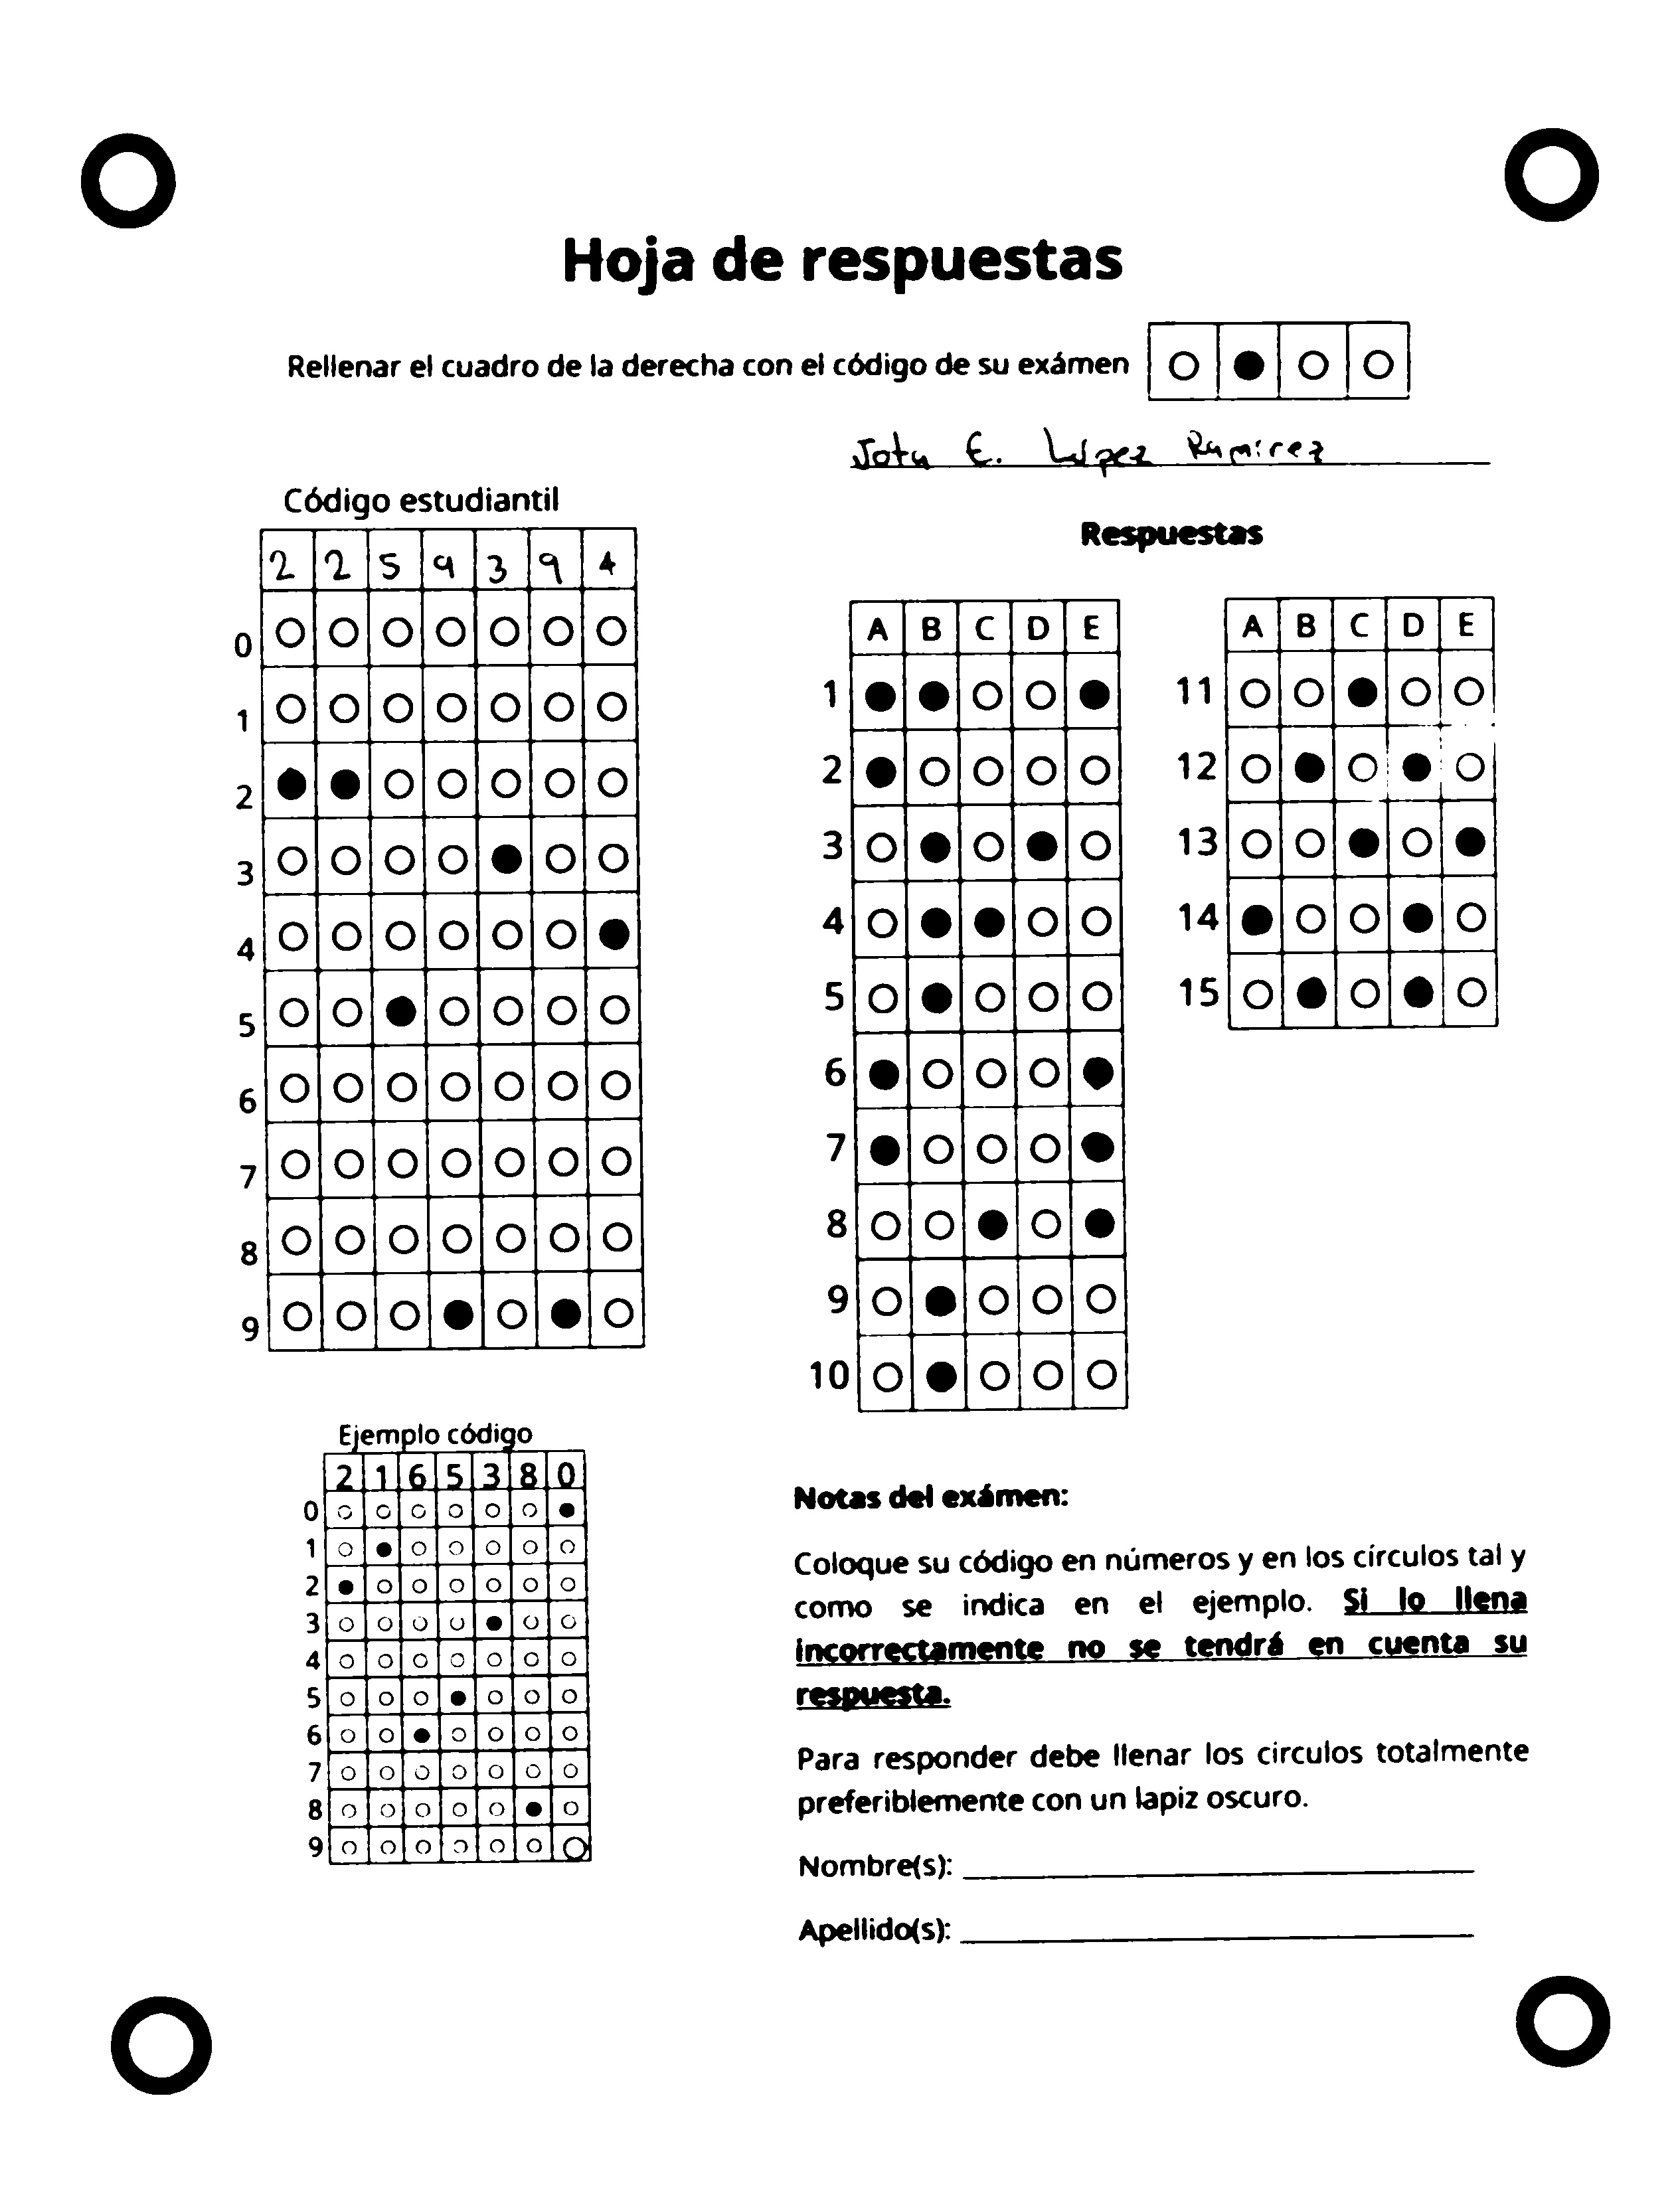 Hoja de respuestas
Rellenar el cuadro de la derecha con el código de su exámen
Jota E. López Ramirez
Código estudiantil
2 2 5 9 3 9 4
0
1
2
3
4
5
6
7
8
9
Respuestas
A B C D E
1
2
3
4
5
6
7
8
9
10
A B C D E
11
12
13
14
15
Ejemplo código
2 1 6 5 3 8 0
0
1
2
3
4
5
6
7
8
9
Notas del exámen:
Coloque su código en números y en los círculos tal y
como se indica en el ejemplo. Si lo llena
incorrectamente no se tendrá en cuenta su
respuesta.
Para responder debe llenar los circulos totalmente
preferiblemente con un lapiz oscuro.
Nombre(s):
Apellido(s):